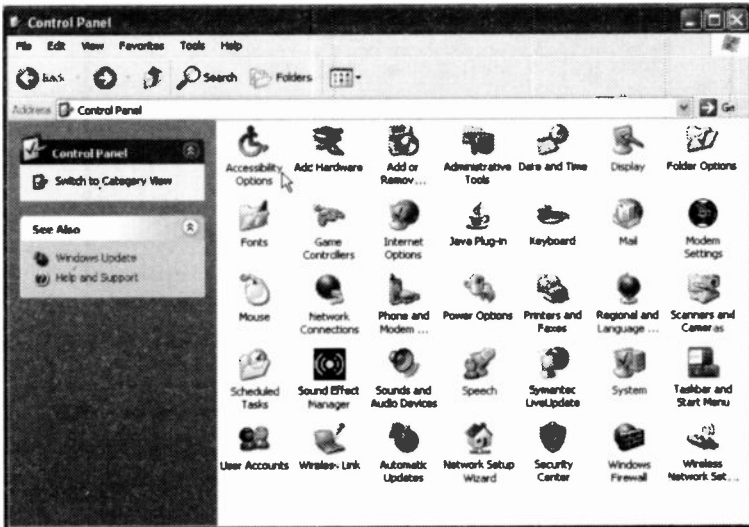 Control Panel
File Edit View Favorites Tools Help
Back Search Folders
Address Control Panel Go
Control Panel
Switch to Category View
See Also
Windows Update
Help and Support
Accessibility Options
Add Hardware
Add or Remov...
Administrative Tools
Date and Time
Display
Folder Options
Fonts
Game Controllers
Internet Options
Java Plug-in
Keyboard
Mail
Modem Settings
Mouse
Network Connections
Phone and Modem ...
Power Options
Printers and Faxes
Regional and Language ...
Scanners and Cameras
Scheduled Tasks
Sound Effect Manager
Sounds and Audio Devices
Speech
Symantec LiveUpdate
System
Taskbar and Start Menu
User Accounts
Wireless Link
Automatic Updates
Network Setup Wizard
Security Center
Windows Firewall
Wireless Network Set...